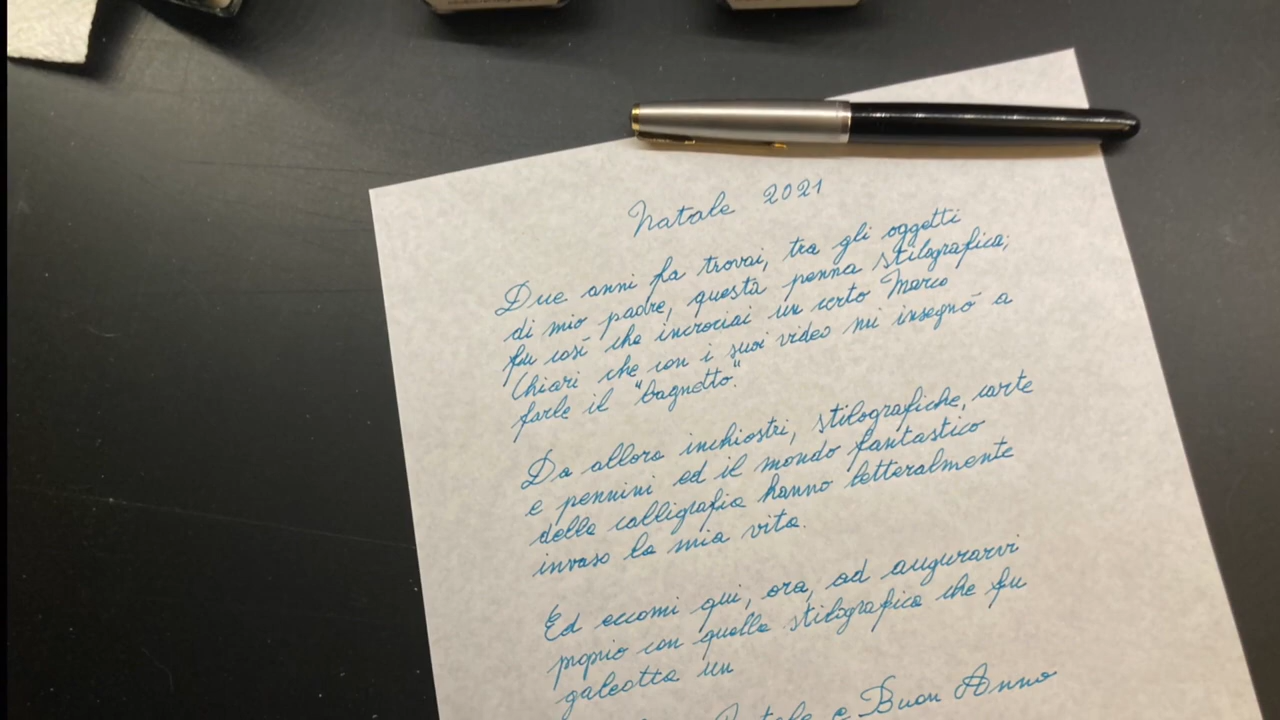 Natale 2021
Due anni fa trovai, tra gli oggetti
di mio padre, questa penna stilografica;
fu così che incrociai un certo Marco
Chiari che con i suoi video mi insegnò a
farle il "bagnetto".
Da allora inchiostri, stilografiche, carte
e pennini ed il mondo fantastico
della calligrafia hanno letteralmente
invaso la mia vita.
Ed eccomi qui, ora, ad augurarvi
proprio con quella stilografica che fu
galeotta un
Natale e Buon Anno